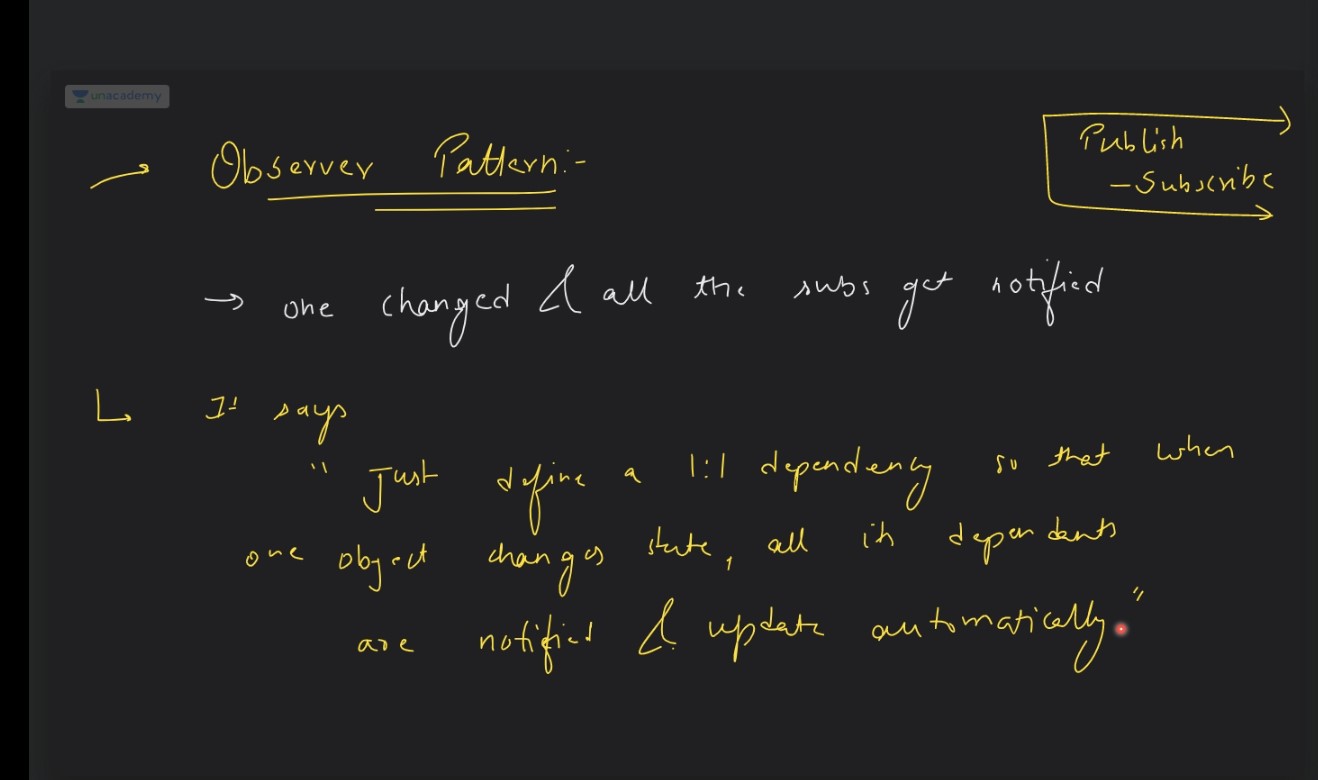 unacademy
Observer Pattern:-
Publish
-Subscribe
→ one changed & all the subs get notified
It says
" Just define a 1:1 dependency so that when
one object changes state, all its dependents
are notified & update automatically."